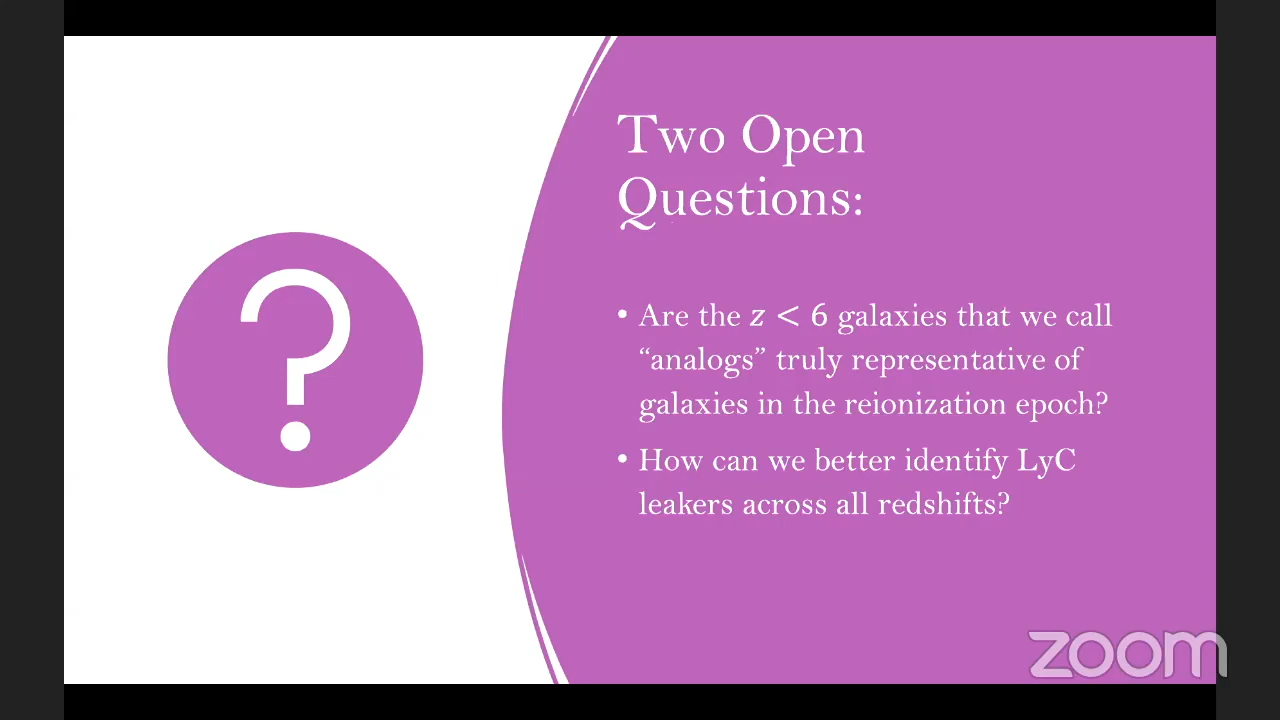 Two Open
Questions:
• Are the z < 6 galaxies that we call
“analogs” truly representative of
galaxies in the reionization epoch?
• How can we better identify LyC
leakers across all redshifts?
?
zoom